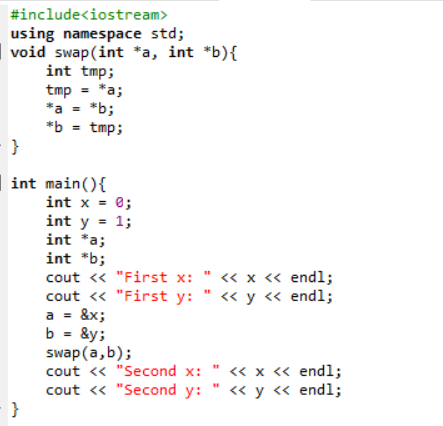 #include<iostream>
using namespace std;
void swap(int *a, int *b){
    int tmp;
    tmp = *a;
    *a = *b;
    *b = tmp;
}

int main(){
    int x = 0;
    int y = 1;
    int *a;
    int *b;
    cout << "First x: " << x << endl;
    cout << "First y: " << y << endl;
    a = &x;
    b = &y;
    swap(a,b);
    cout << "Second x: " << x << endl;
    cout << "Second y: " << y << endl;
}